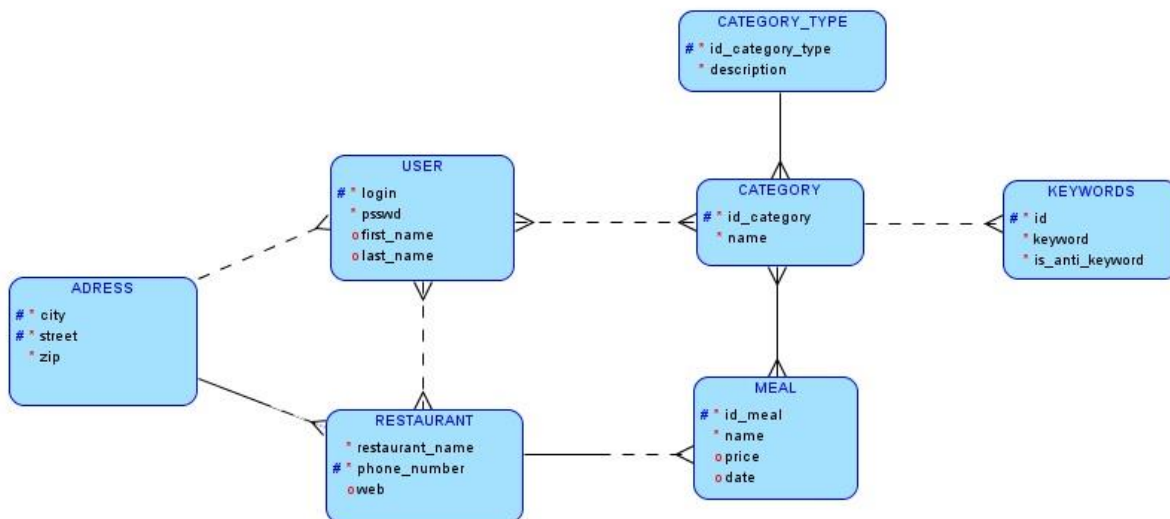 CATEGORY_TYPE
# * id_category_type
* description
USER
# * login
* psswd
o first_name
o last_name
CATEGORY
# * id_category
* name
KEYWORDS
# * id
* keyword
* is_anti_keyword
ADRESS
# * city
# * street
* zip
RESTAURANT
* restaurant_name
# * phone_number
o web
MEAL
# * id_meal
* name
o price
o date